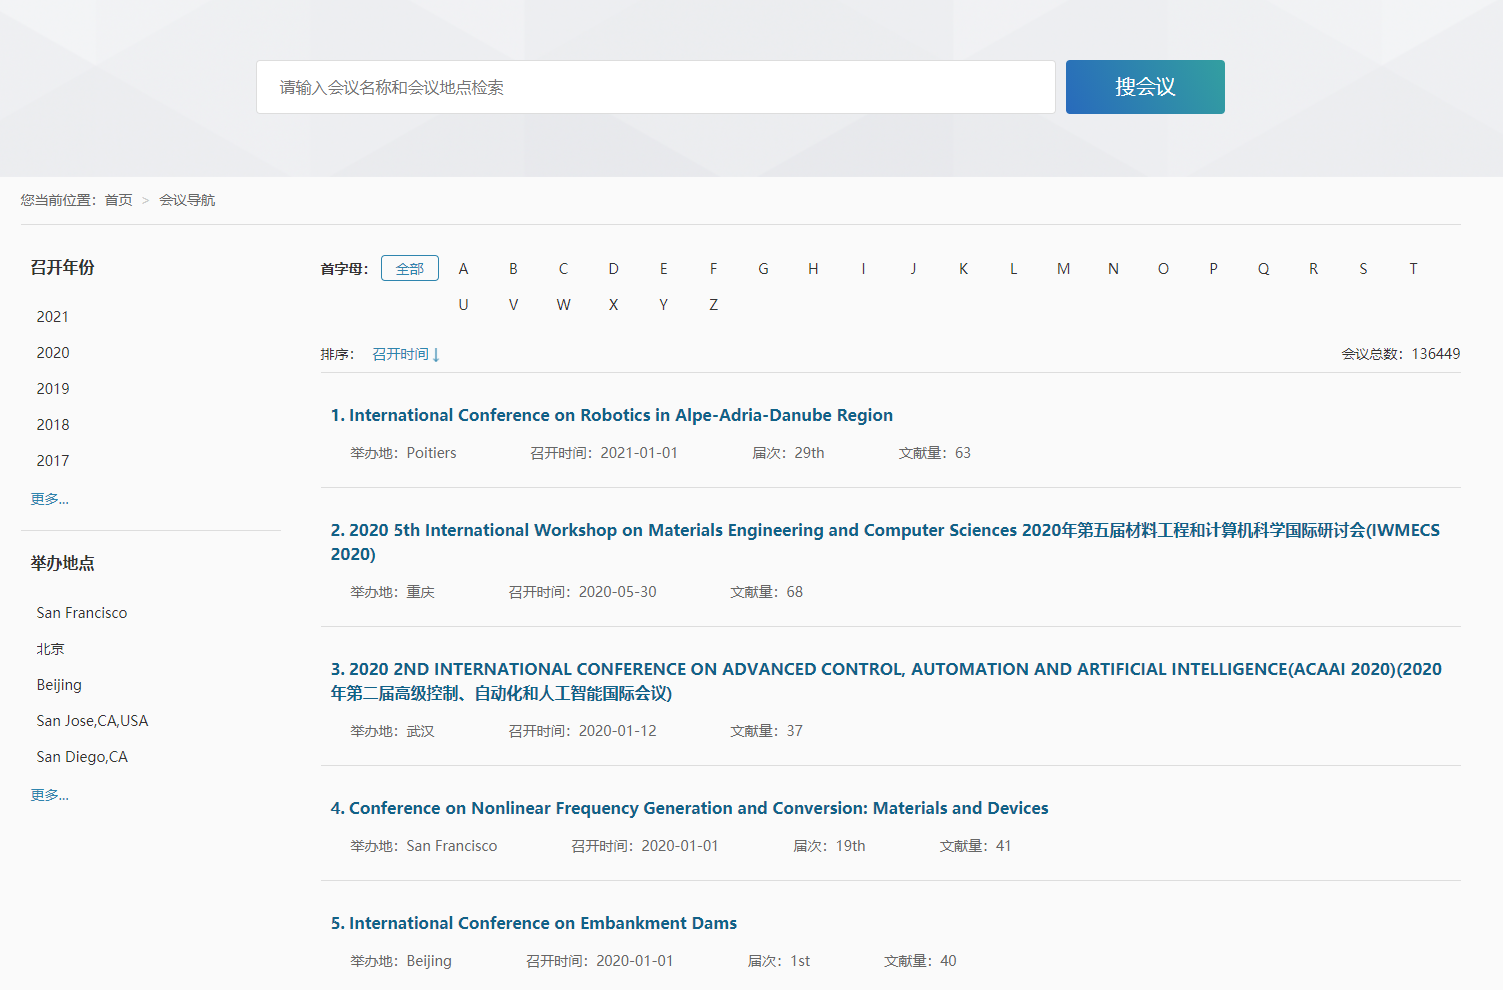 请输入会议名称和会议地点检索
搜会议
您当前位置：首页 > 会议导航
召开年份
2021
2020
2019
2018
2017
更多...
举办地点
San Francisco
北京
Beijing
San Jose,CA,USA
San Diego,CA
更多...
首字母： 全部 A B C D E F G H I J K L M N O P Q R S T
U V W X Y Z
排序： 召开时间↓ 会议总数：136449
1. International Conference on Robotics in Alpe-Adria-Danube Region
举办地：Poitiers 召开时间：2021-01-01 届次：29th 文献量：63
2. 2020 5th International Workshop on Materials Engineering and Computer Sciences 2020年第五届材料工程和计算机科学国际研讨会(IWMECS
2020)
举办地：重庆 召开时间：2020-05-30 文献量：68
3. 2020 2ND INTERNATIONAL CONFERENCE ON ADVANCED CONTROL, AUTOMATION AND ARTIFICIAL INTELLIGENCE(ACAAI 2020)(2020
年第二届高级控制、自动化和人工智能国际会议)
举办地：武汉 召开时间：2020-01-12 文献量：37
4. Conference on Nonlinear Frequency Generation and Conversion: Materials and Devices
举办地：San Francisco 召开时间：2020-01-01 届次：19th 文献量：41
5. International Conference on Embankment Dams
举办地：Beijing 召开时间：2020-01-01 届次：1st 文献量：40